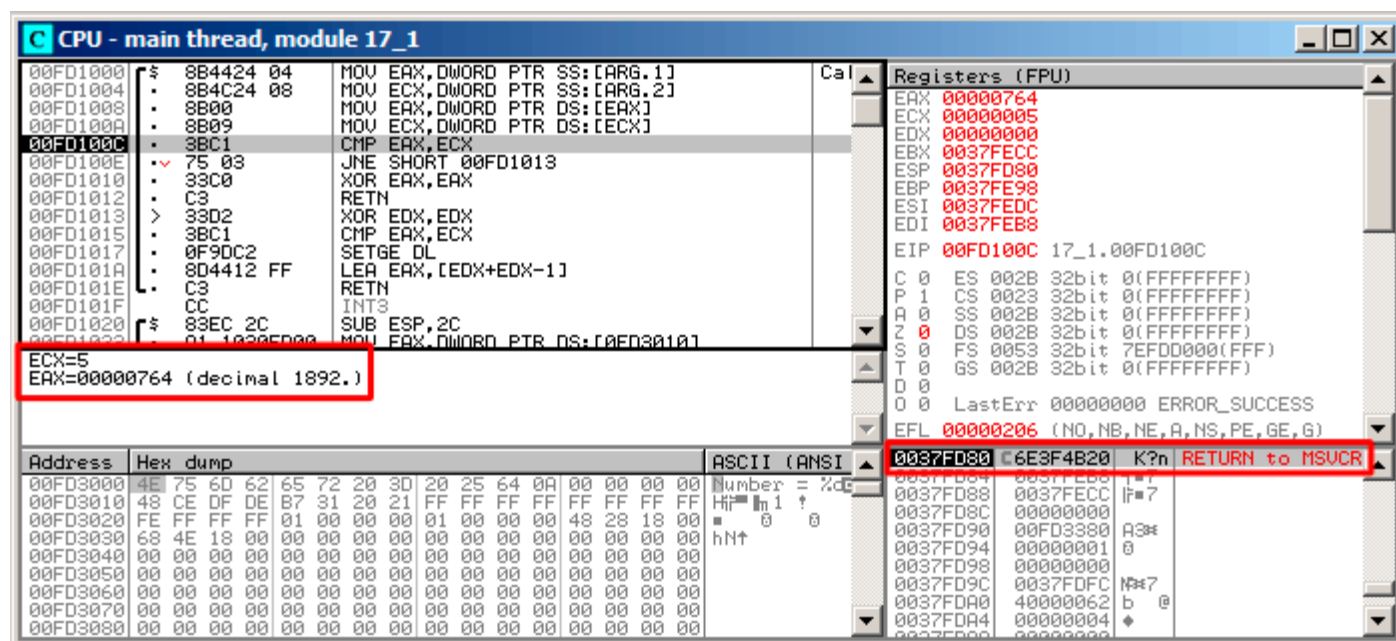 C CPU - main thread, module 17_1
00FD1000 $ 8B4424 04 MOV EAX,DWORD PTR SS:[ARG.1]
00FD1004 . 8B4C24 08 MOV ECX,DWORD PTR SS:[ARG.2]
00FD1008 . 8B00 MOV EAX,DWORD PTR DS:[EAX]
00FD100A . 8B09 MOV ECX,DWORD PTR DS:[ECX]
00FD100C . 3BC1 CMP EAX,ECX
00FD100E . 75 03 JNE SHORT 00FD1013
00FD1010 . 33C0 XOR EAX,EAX
00FD1012 . C3 RETN
00FD1013 > 33D2 XOR EDX,EDX
00FD1015 . 3BC1 CMP EAX,ECX
00FD1017 . 0F9DC2 SETGE DL
00FD101A . 8D4412 FF LEA EAX,[EDX+EDX-1]
00FD101E . C3 RETN
00FD101F CC INT3
00FD1020 $ 83EC 2C SUB ESP,2C
MOV EAX,DWORD PTR DS:[0FD3010]
ECX=5
EAX=00000764 (decimal 1892.)
Registers (FPU)
EAX 00000764
ECX 00000005
EDX 00000000
EBX 0037FECC
ESP 0037FD80
EBP 0037FE98
ESI 0037FEDC
EDI 0037FEB8
EIP 00FD100C 17_1.00FD100C
C 0 ES 002B 32bit 0(FFFFFFFF)
P 1 CS 0023 32bit 0(FFFFFFFF)
A 0 SS 002B 32bit 0(FFFFFFFF)
Z 0 DS 002B 32bit 0(FFFFFFFF)
S 0 FS 0053 32bit 7EFDD000(FFF)
T 0 GS 002B 32bit 0(FFFFFFFF)
D 0
O 0 LastErr 00000000 ERROR_SUCCESS
EFL 00000206 (NO,NB,NE,A,NS,PE,GE,G)
Address Hex dump ASCII (ANSI
00FD3000 4E 75 6D 62 65 72 20 3D 20 25 64 0A 00 00 00 00 Number = %d
00FD3010 48 CE DF DE B7 31 20 21 FF FF FF FF FF FF FF FF
00FD3020 FE FF FF FF 01 00 00 00 01 00 00 00 48 28 18 00
00FD3030 68 4E 18 00 00 00 00 00 00 00 00 00 00 00 00 00 hN↑
00FD3040 00 00 00 00 00 00 00 00 00 00 00 00 00 00 00 00
00FD3050 00 00 00 00 00 00 00 00 00 00 00 00 00 00 00 00
00FD3060 00 00 00 00 00 00 00 00 00 00 00 00 00 00 00 00
00FD3070 00 00 00 00 00 00 00 00 00 00 00 00 00 00 00 00
00FD3080 00 00 00 00 00 00 00 00 00 00 00 00 00 00 00 00
0037FD80 C 6E3F4B20 K?n RETURN to MSVCR
0037FD84 0037FEB8
0037FD88 0037FECC
0037FD8C 00000000
0037FD90 00FD3380
0037FD94 00000001
0037FD98 00000000
0037FD9C 0037FDFC
0037FDA0 40000062 b @
0037FDA4 00000004 ♦